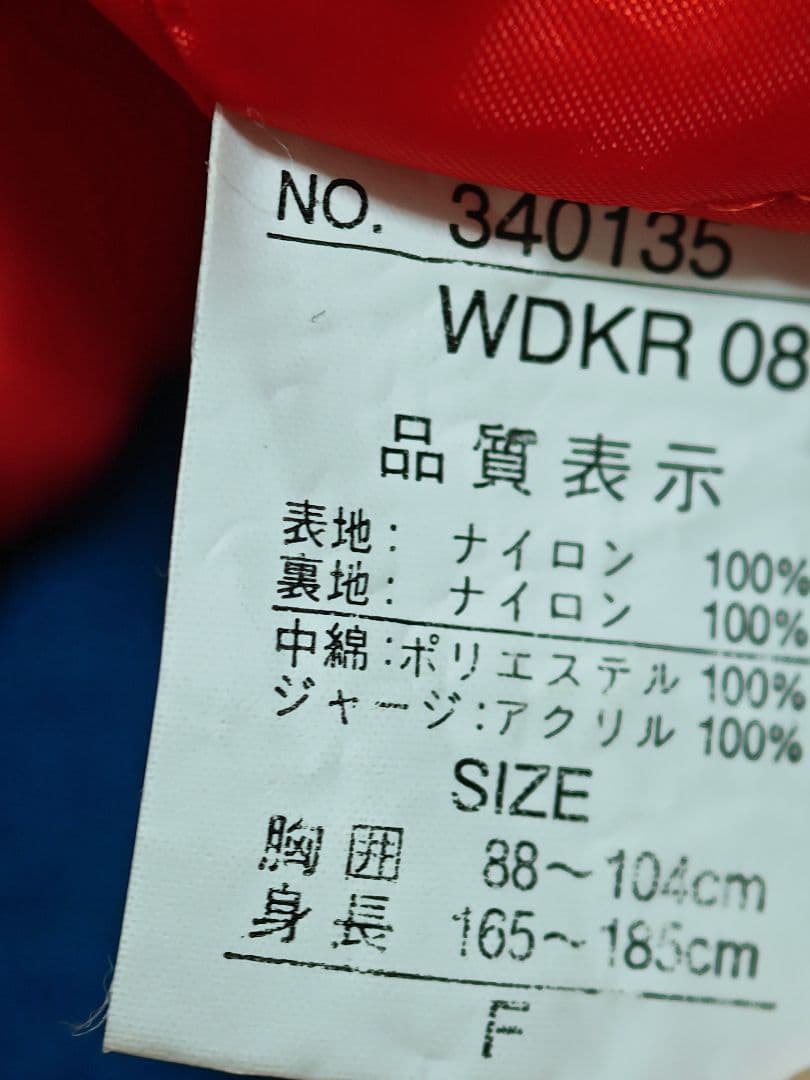 NO. 340135
WDKR 08
品質表示
表地: ナイロン 100%
裏地: ナイロン 100%
中綿:ポリエステル 100%
ジャージ:アクリル 100%
SIZE
胸囲 88～104cm
身長 165～185cm
F